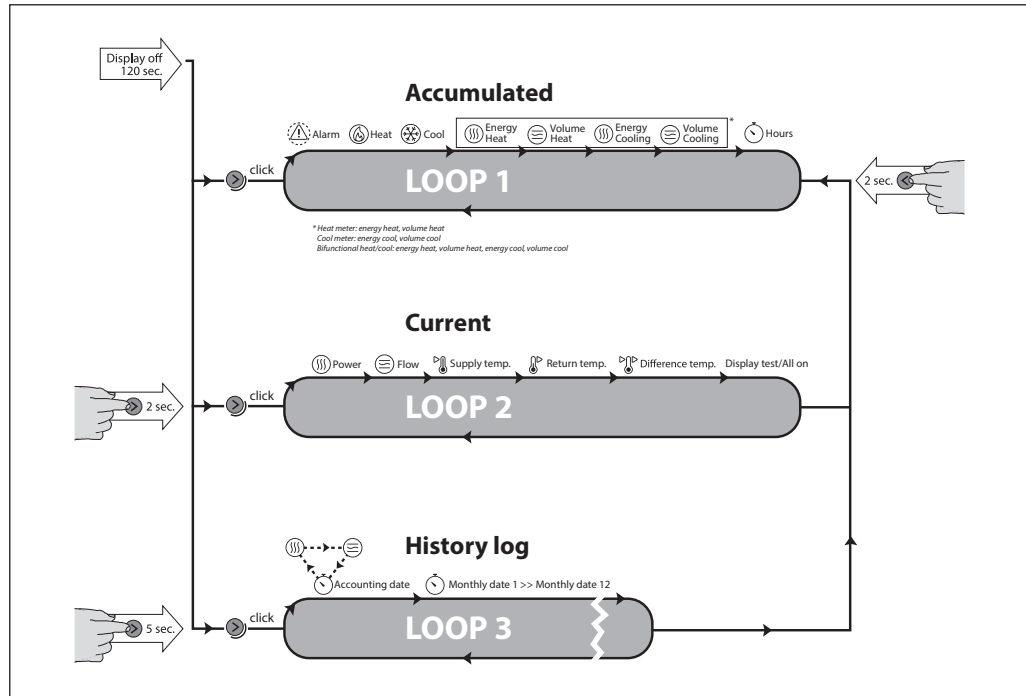 Display off
120 sec.
Accumulated
Alarm Heat Cool Energy Heat Volume Heat Energy Cooling Volume Cooling * Hours
click
LOOP 1
2 sec.
* Heat meter: energy heat, volume heat
Cool meter: energy cool, volume cool
Bifunctional heat/cool: energy heat, volume heat, energy cool, volume cool
Current
Power Flow Supply temp. Return temp. Difference temp. Display test/All on
click
2 sec.
LOOP 2
History log
Accounting date Monthly date 1 >> Monthly date 12
click
5 sec.
LOOP 3